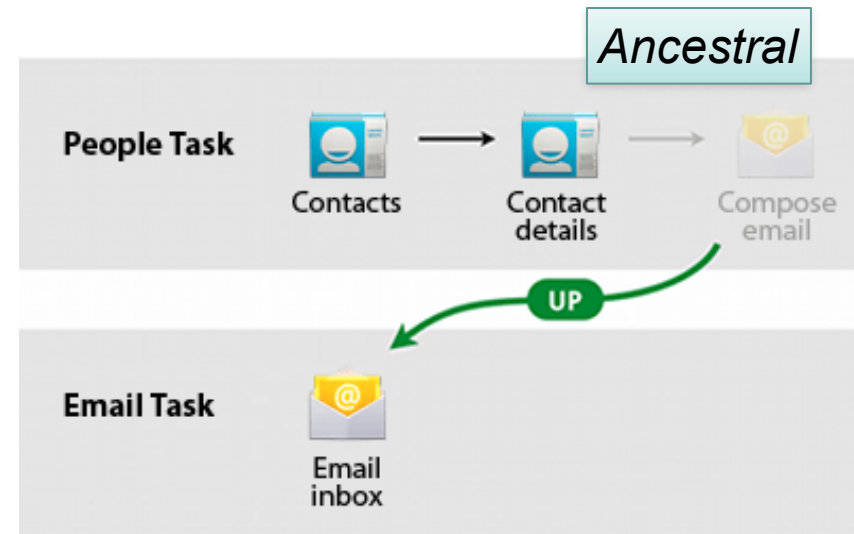 Ancestral
People Task
Contacts
Contact
details
Compose
email
UP
Email Task
Email
inbox